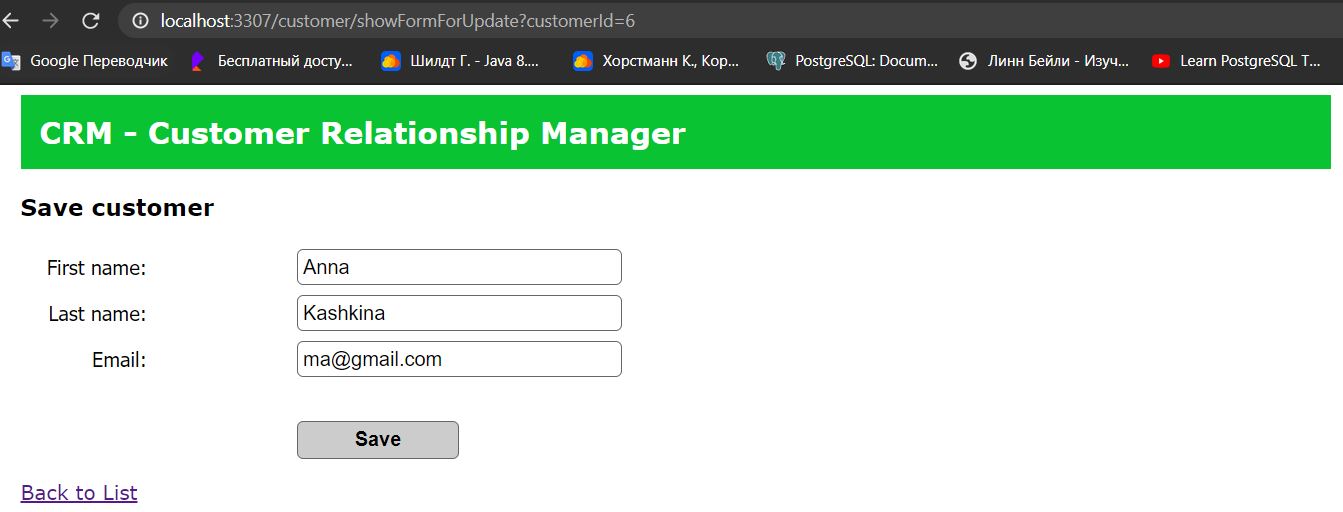 localhost:3307/customer/showFormForUpdate?customerId=6
Google Переводчик Бесплатный досту... Шилдт Г. - Java 8.... Хорстманн К., Кор... PostgreSQL: Docum... Линн Бейли - Изуч... Learn PostgreSQL T...
CRM - Customer Relationship Manager
Save customer
First name: Anna
Last name: Kashkina
Email: ma@gmail.com
Save
Back to List